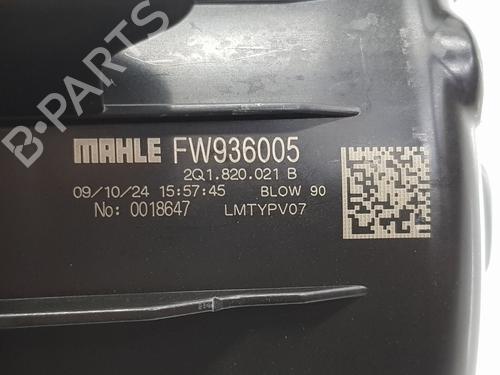 B-PARTS
MAHLE FW936005
2Q1.820.021 B
09/10/24 15:57:45 BLOW 90
No: 0018647 LMTYPV07